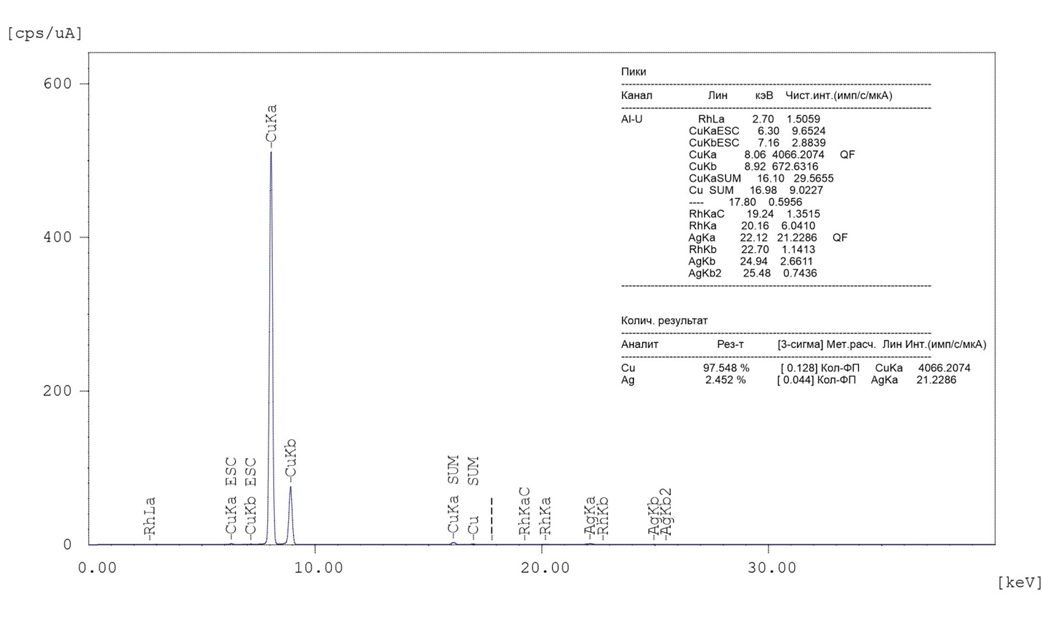 [cps/uA]
600
400
200
0
0.00 10.00 20.00 30.00
[keV]
RhLa
CuKa ESC
CuKb ESC
CuKa
CuKb
CuKa SUM
Cu SUM
----
RhKaC
RhKa
AgKa
RhKb
AgKb
AgKb2
Пики
Канал Лин кэВ Чист.инт.(имп/с/мкА)
Al-U RhLa 2.70 1.5059
CuKaESC 6.30 9.6524
CuKbESC 7.16 2.8839
CuKa 8.06 4066.2074 QF
CuKb 8.92 672.6316
CuKaSUM 16.10 29.5655
Cu SUM 16.98 9.0227
---- 17.80 0.5956
RhKaC 19.24 1.3515
RhKa 20.16 6.0410
AgKa 22.12 21.2286 QF
RhKb 22.70 1.1413
AgKb 24.94 2.6611
AgKb2 25.48 0.7436
Колич. результат
Аналит Рез-т [3-сигма] Мет.расч. Лин Инт.(имп/с/мкА)
Cu 97.548 % [ 0.128] Кол-ФП CuKa 4066.2074
Ag 2.452 % [ 0.044] Кол-ФП AgKa 21.2286